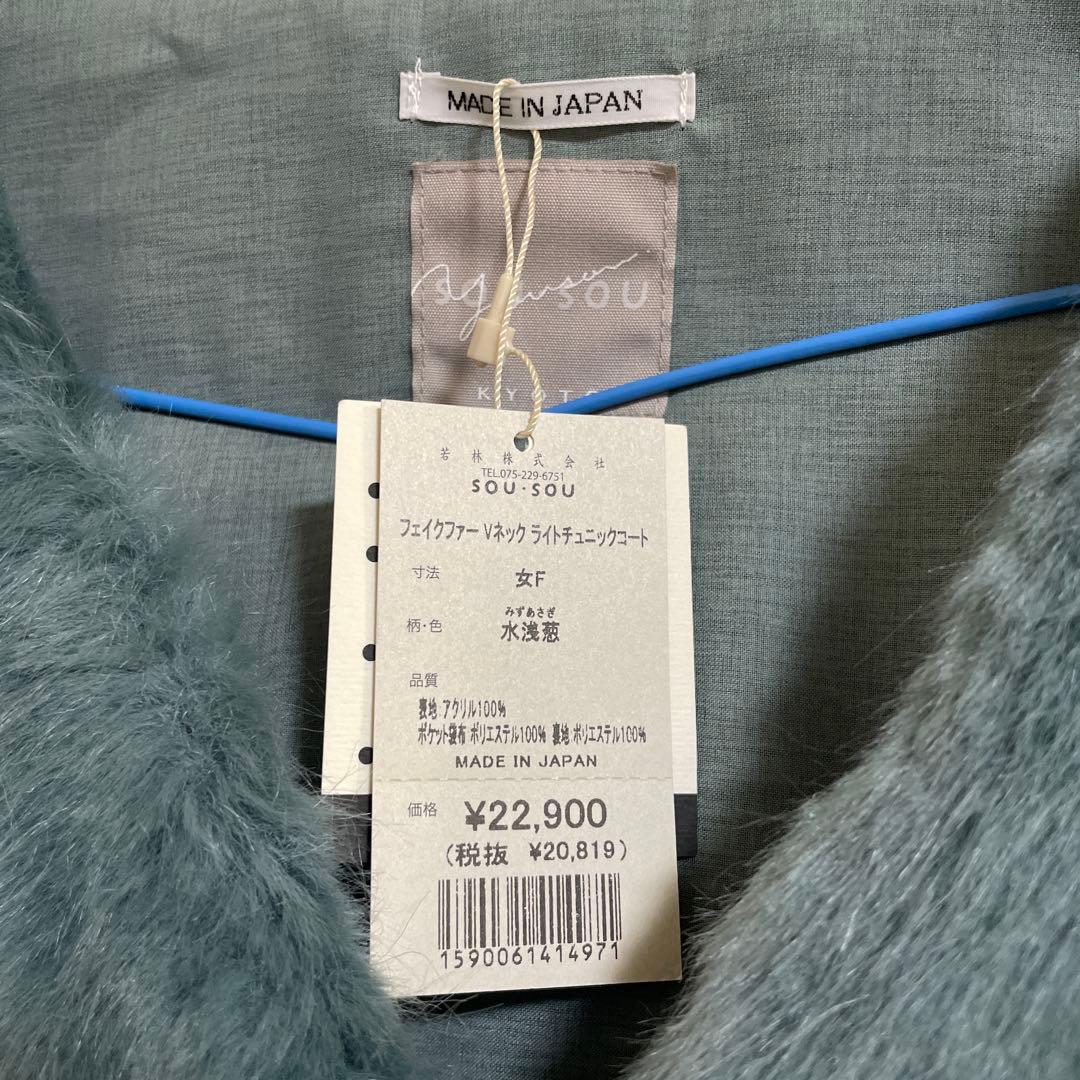 MADE IN JAPAN
SOU
KYOTO
若林株式会社
TEL.075-229-6751
SOU・SOU
フェイクファー Vネック ライトチュニックコート
寸法 女F
みずあさぎ
柄・色 水浅葱
品質
表地:アクリル100%
ポケット袋布:ポリエステル100% 裏地:ポリエステル100%
MADE IN JAPAN
価格 ¥22,900
(税抜 ¥20,819)
1590061414971